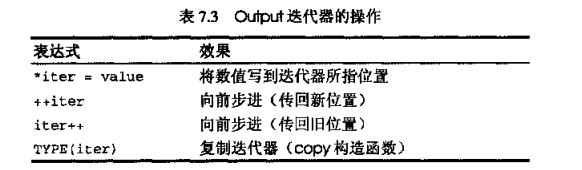 表 7.3 Output 迭代器的操作
表达式 效果
*iter = value 将数值写到迭代器所指位置
++iter 向前步进（传回新位置）
iter++ 向前步进（传回旧位置）
TYPE(iter) 复制迭代器（copy 构造函数）